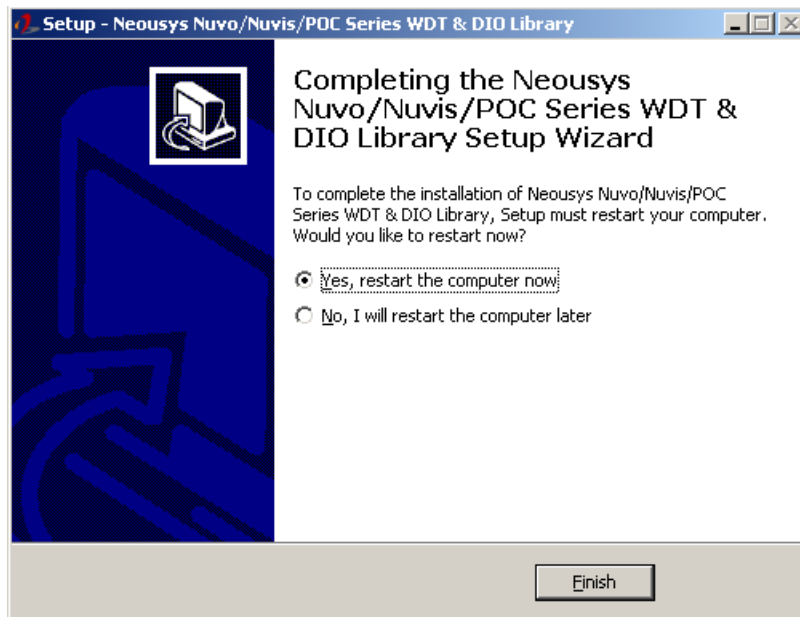 Setup - Neousys Nuvo/Nuvis/POC Series WDT & DIO Library
Completing the Neousys
Nuvo/Nuvis/POC Series WDT &
DIO Library Setup Wizard
To complete the installation of Neousys Nuvo/Nuvis/POC
Series WDT & DIO Library, Setup must restart your computer.
Would you like to restart now?
Yes, restart the computer now
No, I will restart the computer later
Finish